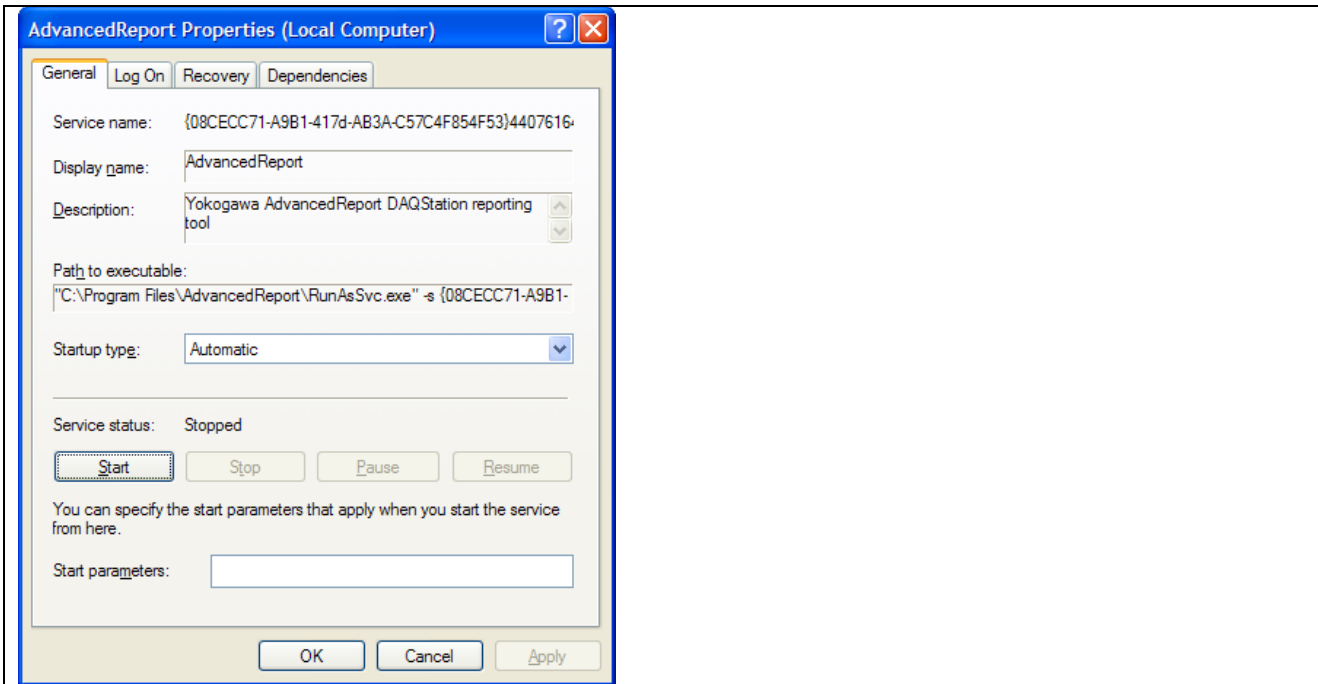 AdvancedReport Properties (Local Computer)
General Log On Recovery Dependencies
Service name: {08CECC71-A9B1-417d-AB3A-C57C4F854F53}44076164
Display name: AdvancedReport
Description: Yokogawa AdvancedReport DAQStation reporting
tool
Path to executable:
"C:\Program Files\AdvancedReport\RunAsSvc.exe" -s {08CECC71-A9B1-
Startup type: Automatic
Service status: Stopped
Start Stop Pause Resume
You can specify the start parameters that apply when you start the service
from here.
Start parameters:
OK Cancel Apply